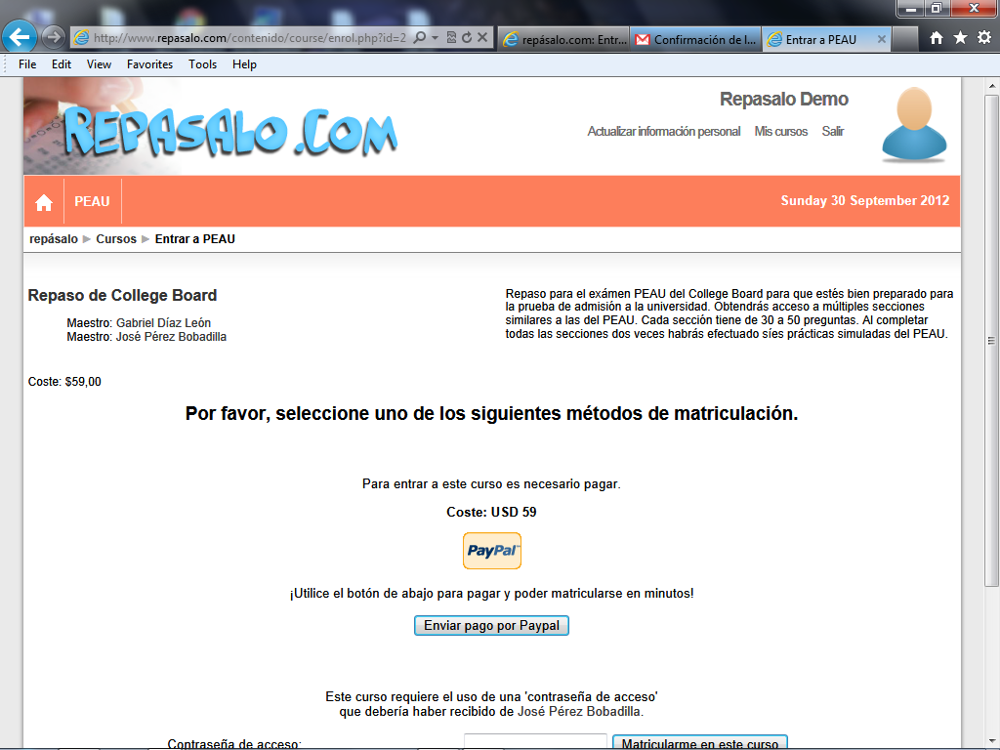 http://www.repasalo.com/contenido/course/enrol.php?id=2
repásalo.com: Entr...
Confirmación de l...
Entrar a PEAU
File Edit View Favorites Tools Help
REPASALO.COM
Repasalo Demo
Actualizar información personal Mis cursos Salir
PEAU
Sunday 30 September 2012
repásalo ► Cursos ► Entrar a PEAU
Repaso de College Board
Maestro: Gabriel Díaz León
Maestro: José Pérez Bobadilla
Repaso para el exámen PEAU del College Board para que estés bien preparado para
la prueba de admisión a la universidad. Obtendrás acceso a múltiples secciones
similares a las del PEAU. Cada sección tiene de 30 a 50 preguntas. Al completar
todas las secciones dos veces habrás efectuado síes prácticas simuladas del PEAU.
Coste: $59,00
Por favor, seleccione uno de los siguientes métodos de matriculación.
Para entrar a este curso es necesario pagar.
Coste: USD 59
PayPal
¡Utilice el botón de abajo para pagar y poder matricularse en minutos!
Enviar pago por Paypal
Este curso requiere el uso de una 'contraseña de acceso'
que debería haber recibido de José Pérez Bobadilla.
Contraseña de acceso:
Matricularme en este curso